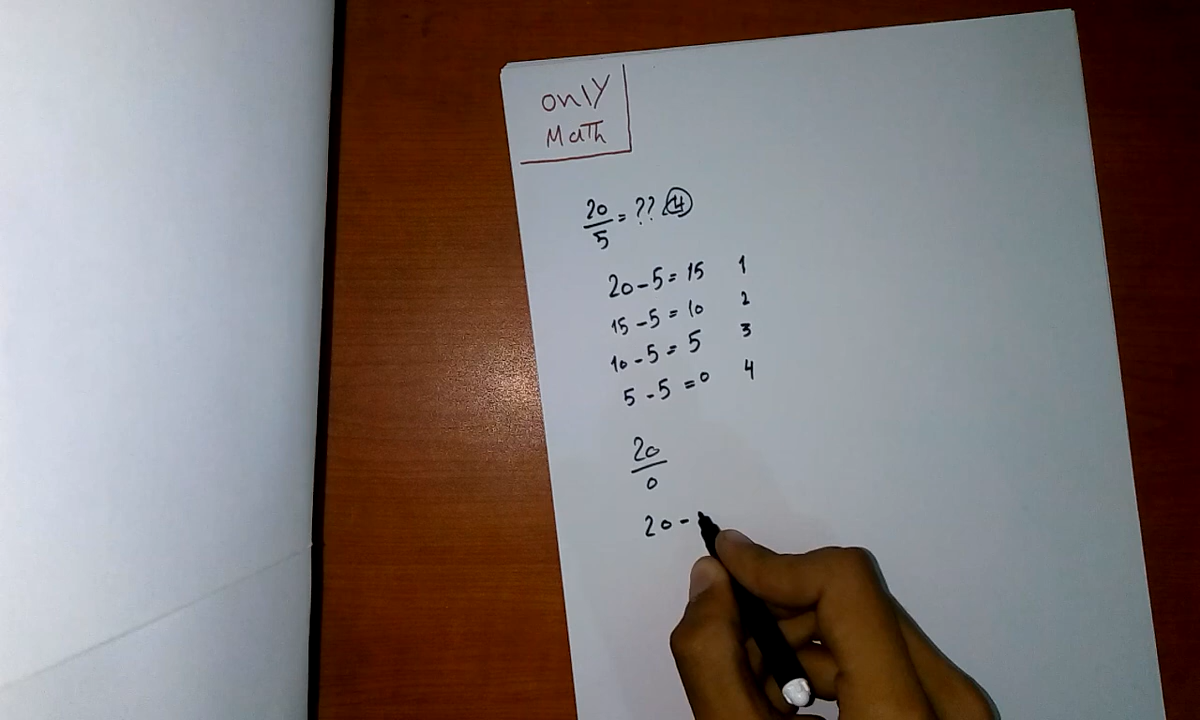 only
Math
20/5 = ?? 4
20 - 5 = 15 1
15 - 5 = 10 2
10 - 5 = 5 3
5 - 5 = 0 4
20/0
20 -